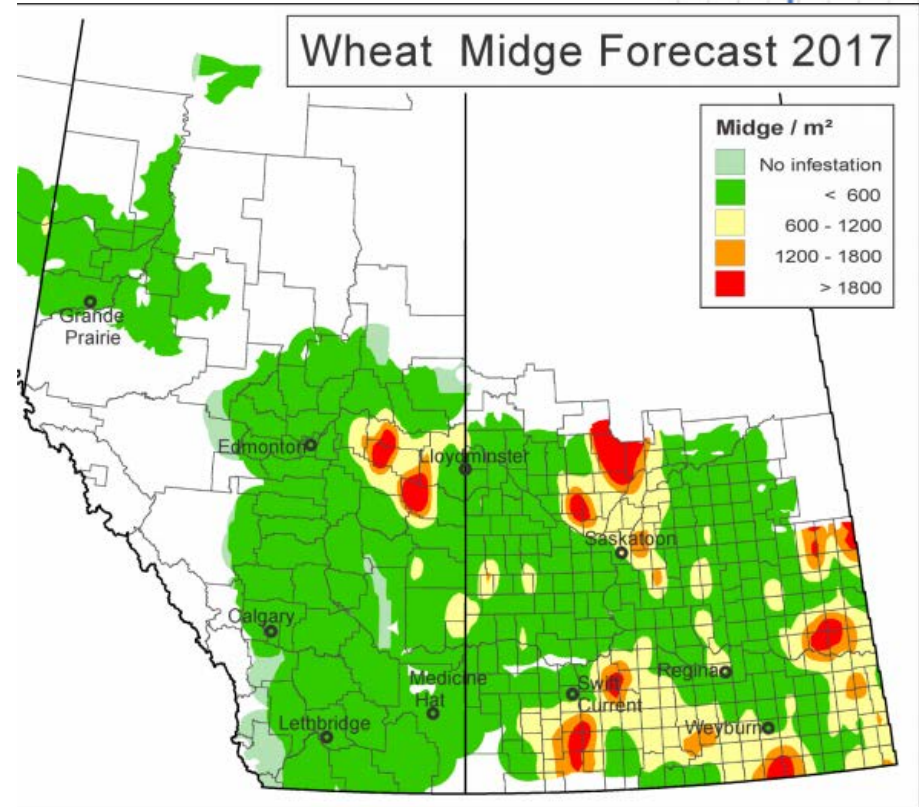 Wheat Midge Forecast 2017
Midge / m²
No infestation
< 600
600 - 1200
1200 - 1800
> 1800
Grande
Prairie
Edmonton
Lloydminster
Saskatoon
Calgary
Medicine
Hat
Swift
Current
Regina
Lethbridge
Weyburn